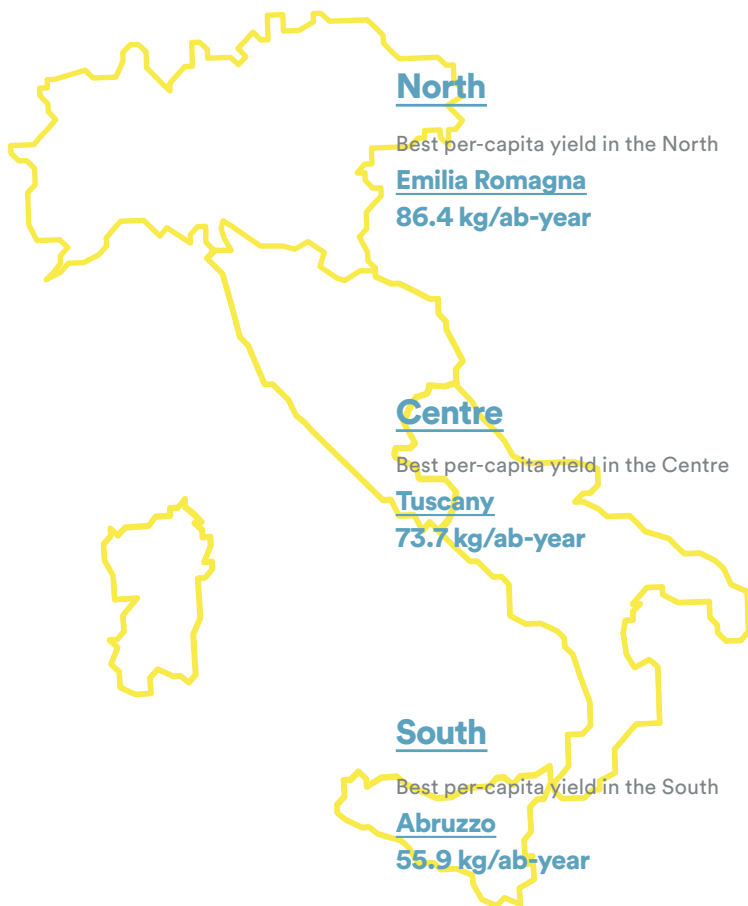 North
Best per-capita yield in the North
Emilia Romagna
86.4 kg/ab-year
Centre
Best per-capita yield in the Centre
Tuscany
73.7 kg/ab-year
South
Best per-capita yield in the South
Abruzzo
55.9 kg/ab-year